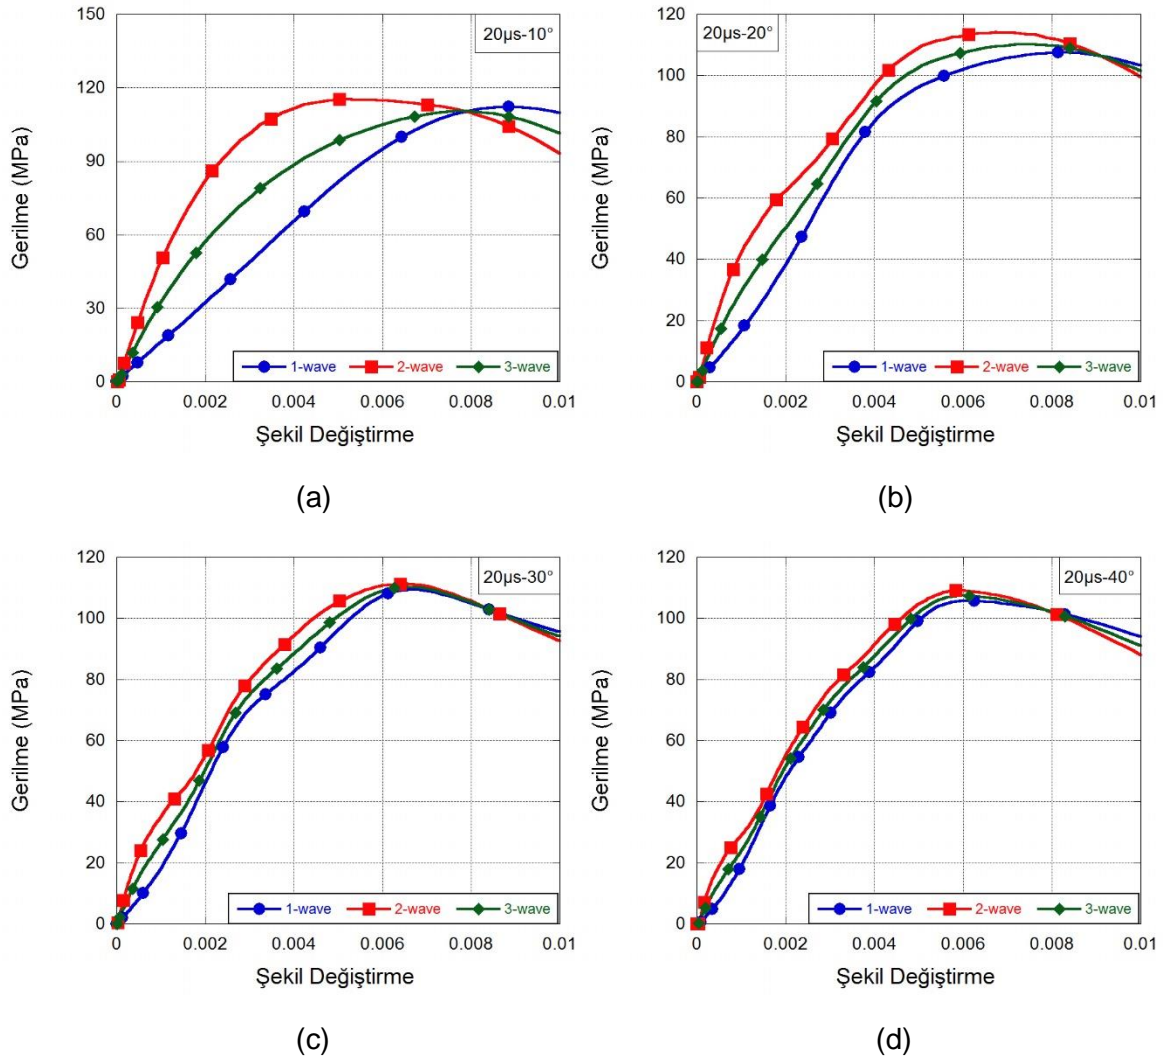 150
120
90
60
30
0
Gerilme (MPa)
20µs-10°
1-wave 2-wave 3-wave
0 0.002 0.004 0.006 0.008 0.01
Şekil Değiştirme
(a)
120
100
80
60
40
20
0
Gerilme (MPa)
20µs-20°
1-wave 2-wave 3-wave
0 0.002 0.004 0.006 0.008 0.01
Şekil Değiştirme
(b)
120
100
80
60
40
20
0
Gerilme (MPa)
20µs-30°
1-wave 2-wave 3-wave
0 0.002 0.004 0.006 0.008 0.01
Şekil Değiştirme
(c)
120
100
80
60
40
20
0
Gerilme (MPa)
20µs-40°
1-wave 2-wave 3-wave
0 0.002 0.004 0.006 0.008 0.01
Şekil Değiştirme
(d)